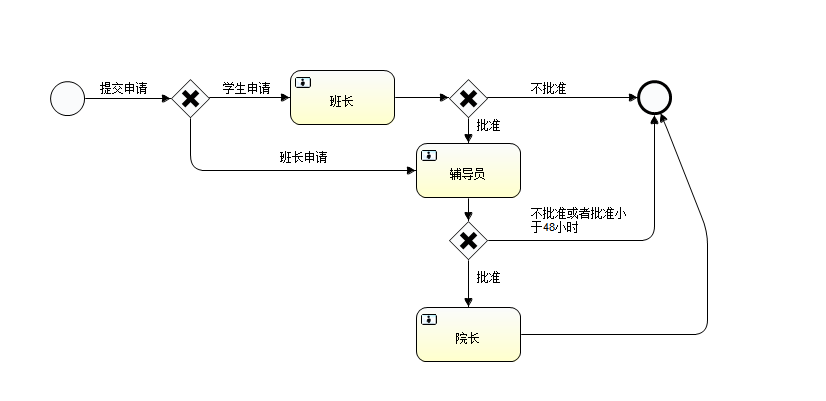 提交申请
学生申请
班长
不批准
批准
班长申请
辅导员
不批准或者批准小
于48小时
批准
院长